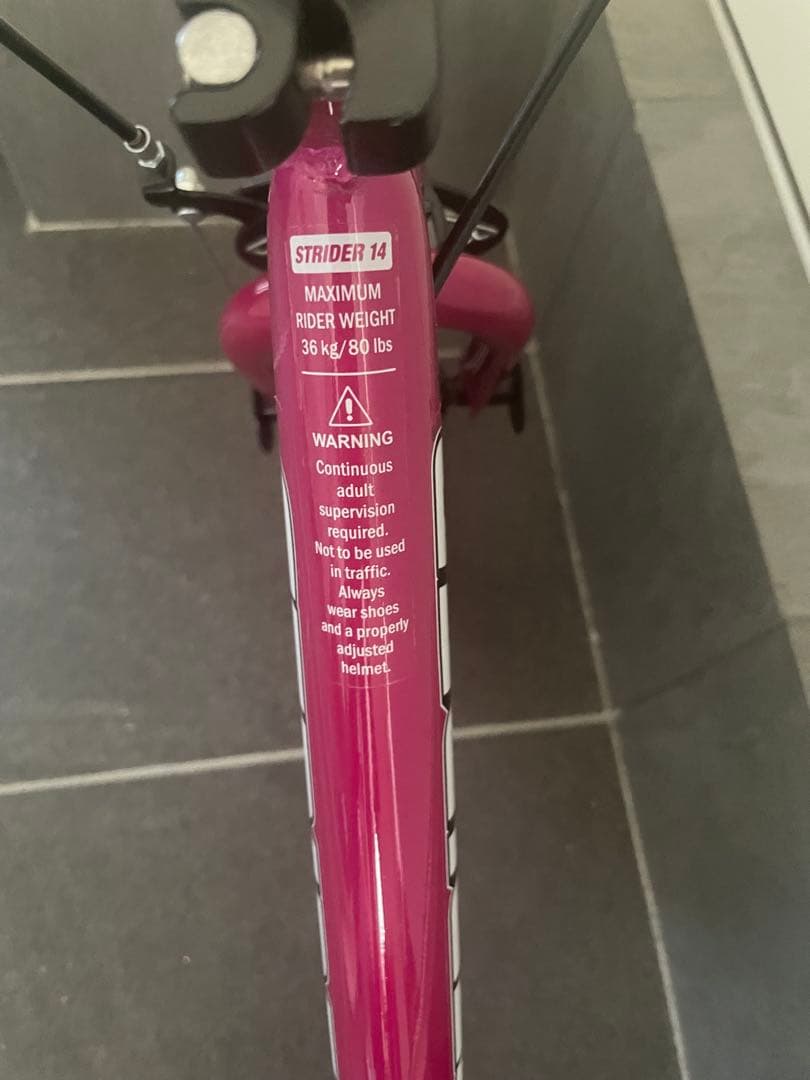 STRIDER 14
MAXIMUM
RIDER WEIGHT
36 kg/80 lbs
WARNING
Continuous
adult
supervision
required.
Not to be used
in traffic.
Always
wear shoes
and a properly
adjusted
helmet.